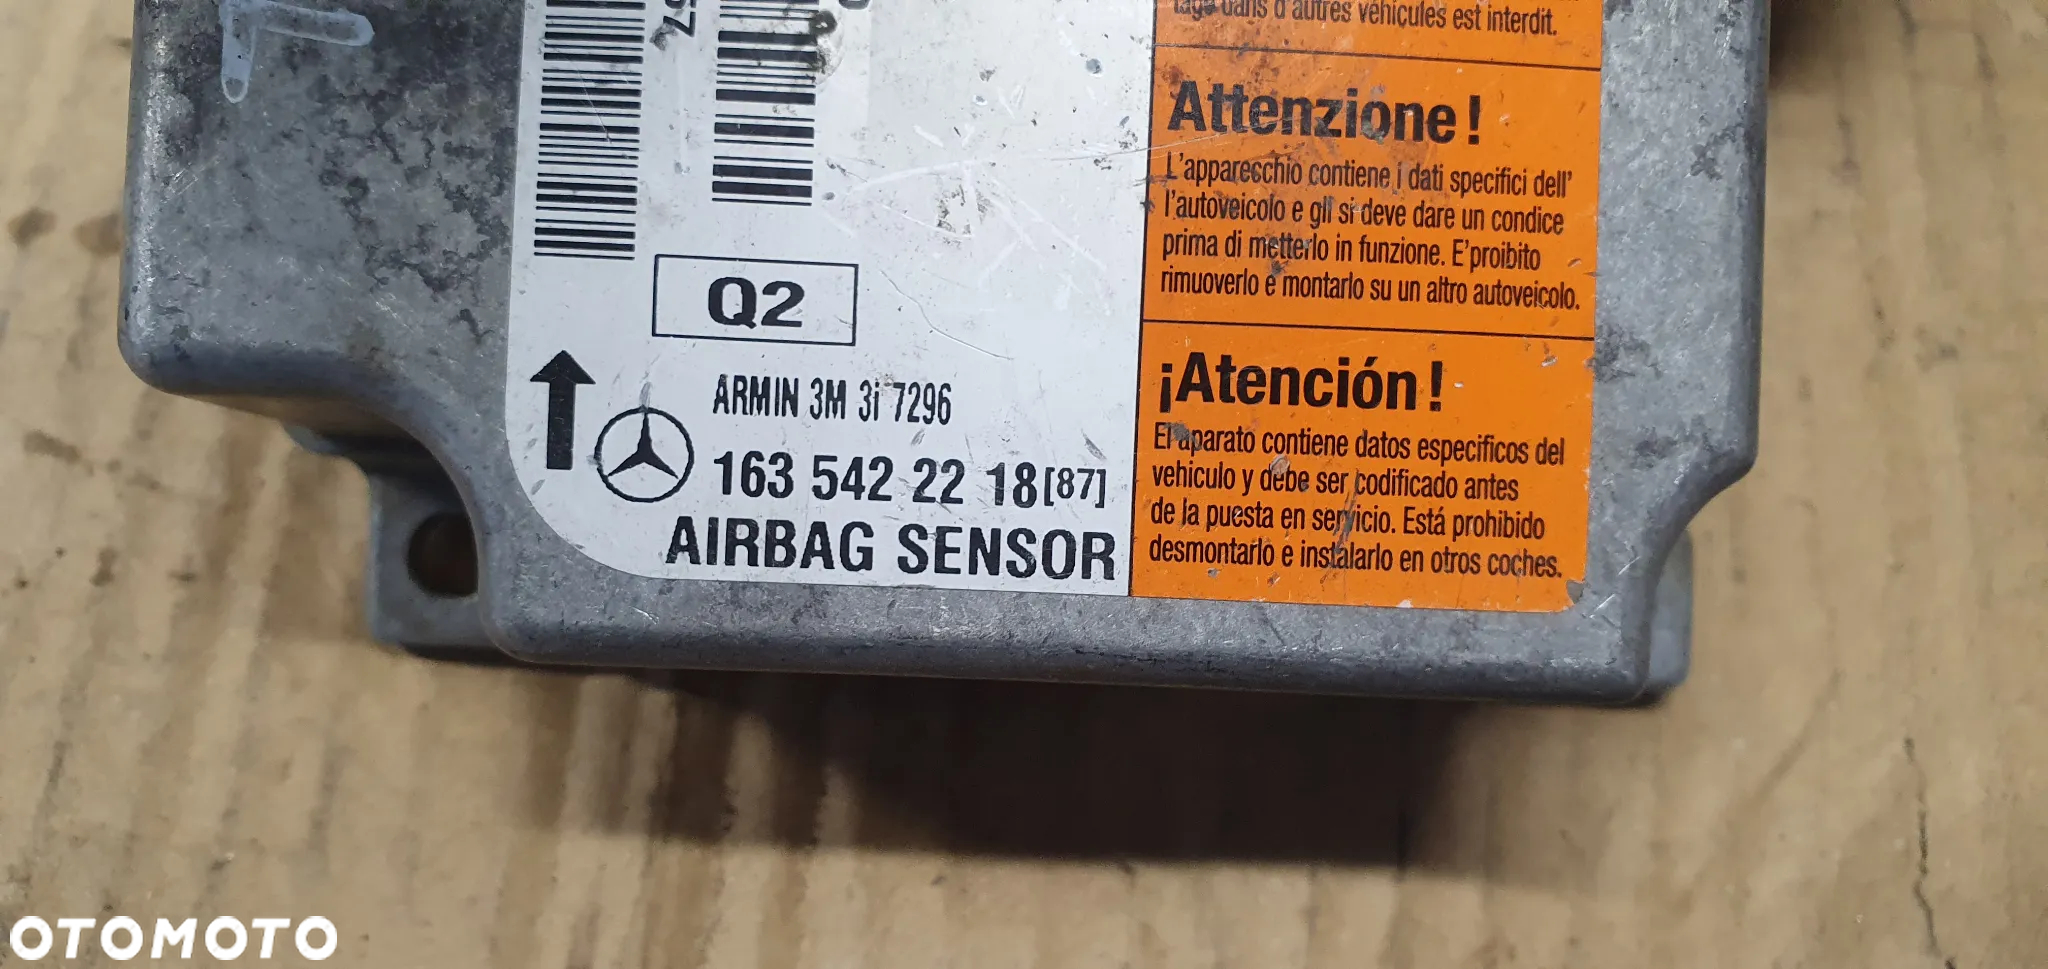 Q2
ARMIN 3M 3i 7296
163 542 22 18 [87]
AIRBAG SENSOR
tage dans d'autres véhicules est interdit.
Attenzione !
L'apparecchio contiene i dati specifici dell'
l'autoveicolo e gli si deve dare un condice
prima di metterlo in funzione. E'proibito
rimuoverlo e montarlo su un altro autoveicolo.
¡Atención !
El aparato contiene datos especificos del
vehiculo y debe ser codificado antes
de la puesta en servicio. Está prohibido
desmontarlo e instalarlo en otros coches.
OTOMOTO